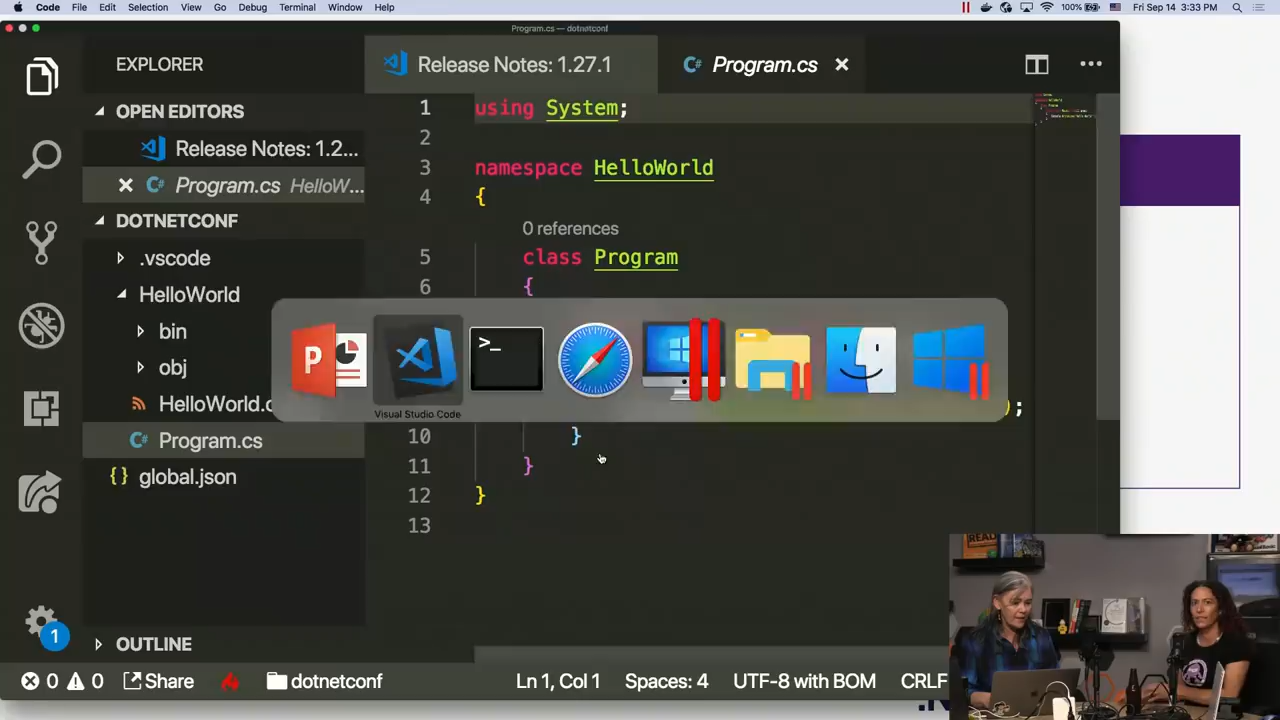 Code File Edit Selection View Go Debug Terminal Window Help 100% Fri Sep 14 3:33 PM
Program.cs — dotnetconf
EXPLORER
Release Notes: 1.27.1
Program.cs
OPEN EDITORS
Release Notes: 1.2...
Program.cs HelloW...
DOTNETCONF
.vscode
HelloWorld
bin
obj
HelloWorld.c
Program.cs
global.json
OUTLINE
1 using System;
2
3 namespace HelloWorld
4 {
0 references
5 class Program
6 {
);
10 }
11 }
12 }
13
P
>_
Visual Studio Code
1
0 0 Share dotnetconf Ln 1, Col 1 Spaces: 4 UTF-8 with BOM CRLF